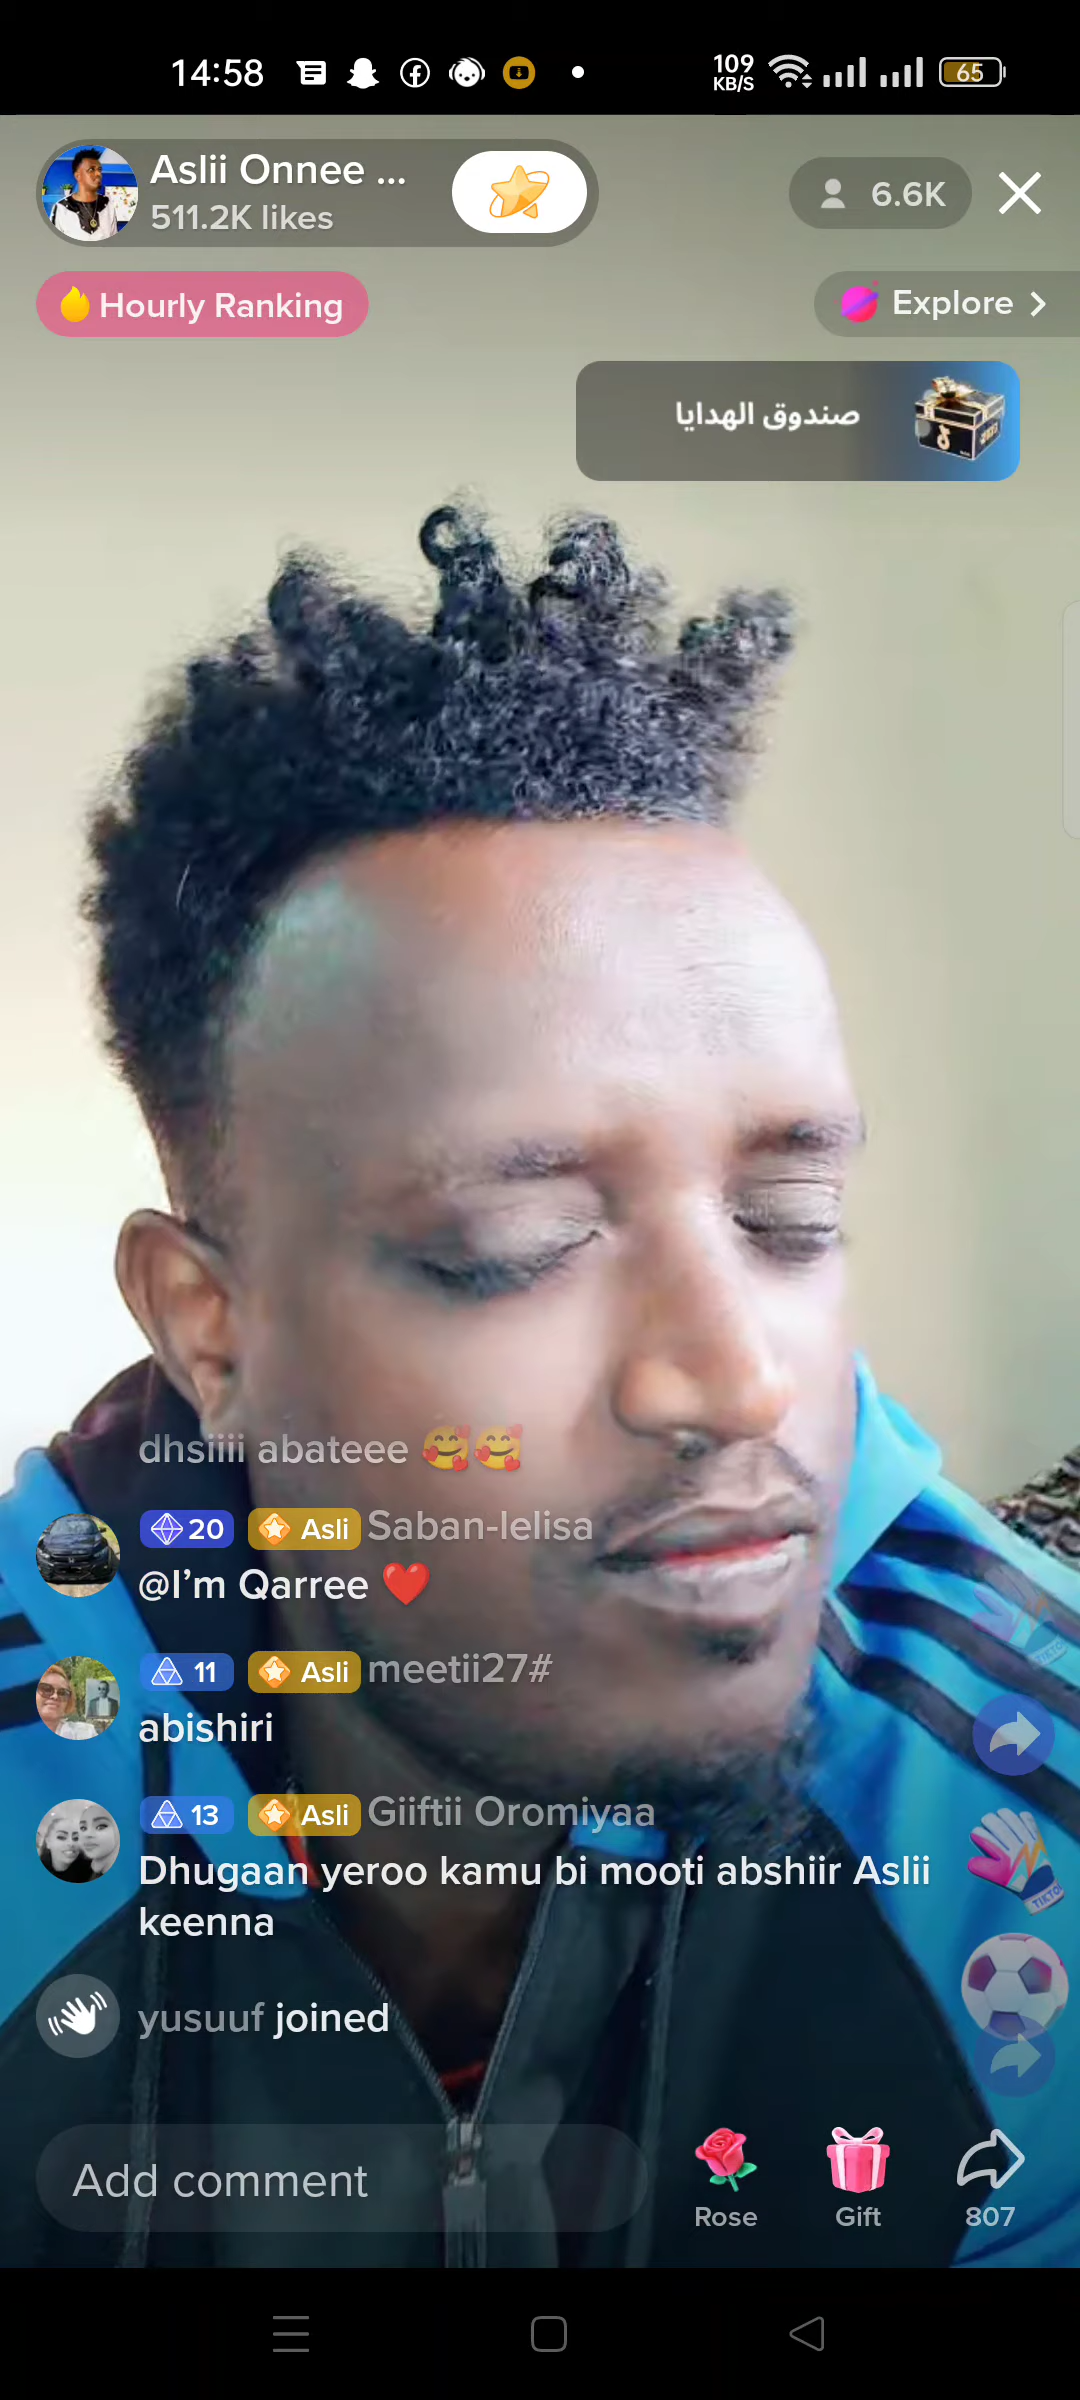 14:58
109
KB/S
65
Aslii Onnee ...
511.2K likes
6.6K
Hourly Ranking
Explore
صندوق الهدايا
dhsiiii abateee 🥰🥰
20 Asli Saban-lelisa
@I’m Qarree ❤️
11 Asli meetii27#
abishiri
13 Asli Giiftii Oromiyaa
Dhugaan yeroo kamu bi mooti abshiir Aslii
keenna
yusuuf joined
TIKTOK
Add comment
Rose
Gift
807